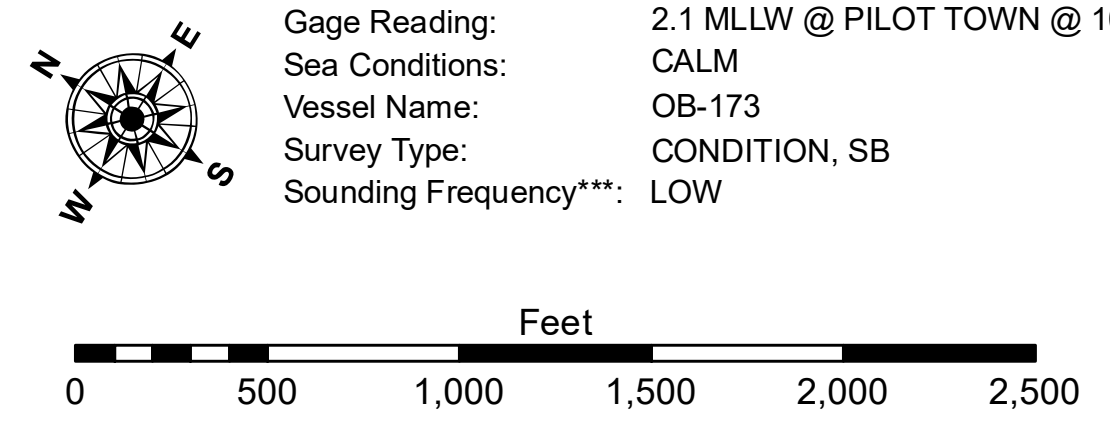 N E S W
Gage Reading: 2.1 MLLW @ PILOT TOWN @
Sea Conditions: CALM
Vessel Name: OB-173
Survey Type: CONDITION, SB
Sounding Frequency***: LOW
Feet
0 500 1,000 1,500 2,000 2,500